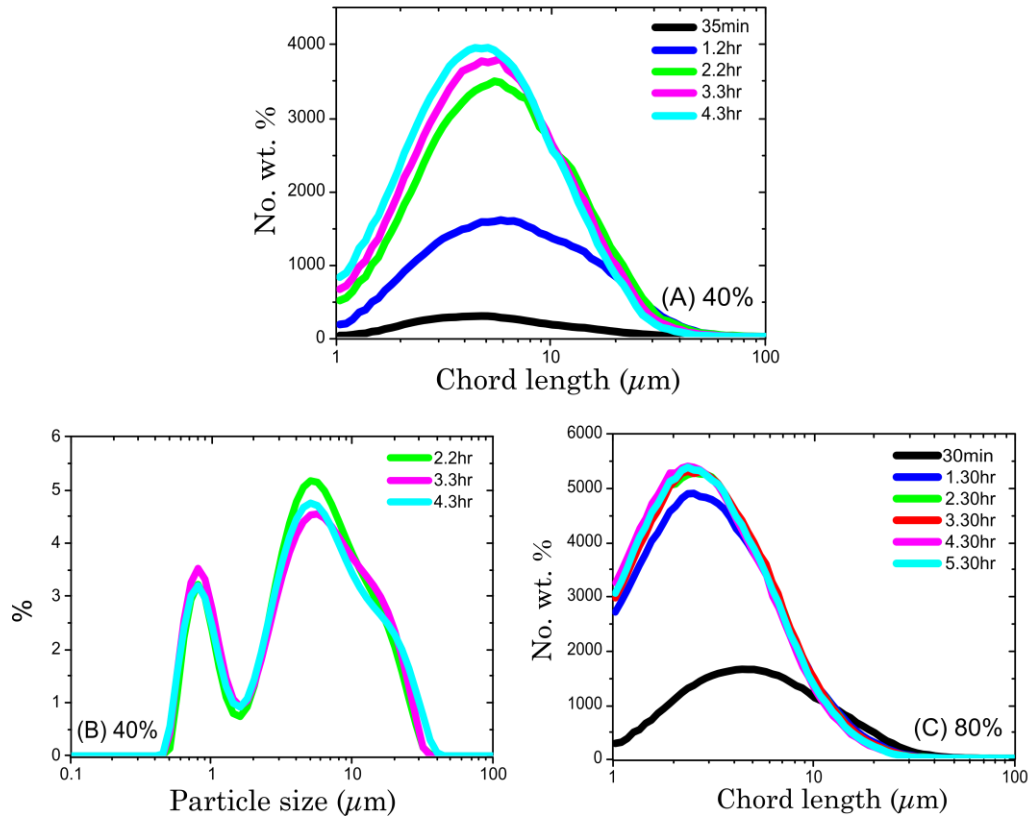 35min
1.2hr
2.2hr
3.3hr
4.3hr
4000
3000
2000
1000
0
No. wt. %
(A) 40%
1 10 100
Chord length (µm)
6
5
4
3
2
1
0
%
2.2hr
3.3hr
4.3hr
(B) 40%
0.1 1 10 100
Particle size (µm)
6000
5000
4000
3000
2000
1000
0
No. wt. %
30min
1.30hr
2.30hr
3.30hr
4.30hr
5.30hr
(C) 80%
1 10 100
Chord length (µm)